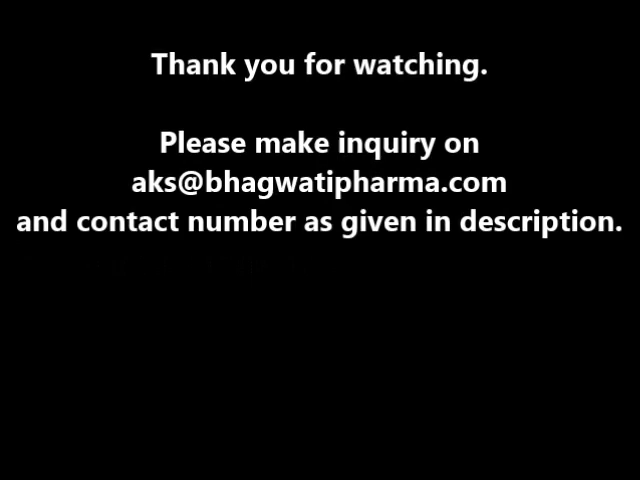 Thank you for watching.
Please make inquiry on
aks@bhagwatipharma.com
and contact number as given in description.